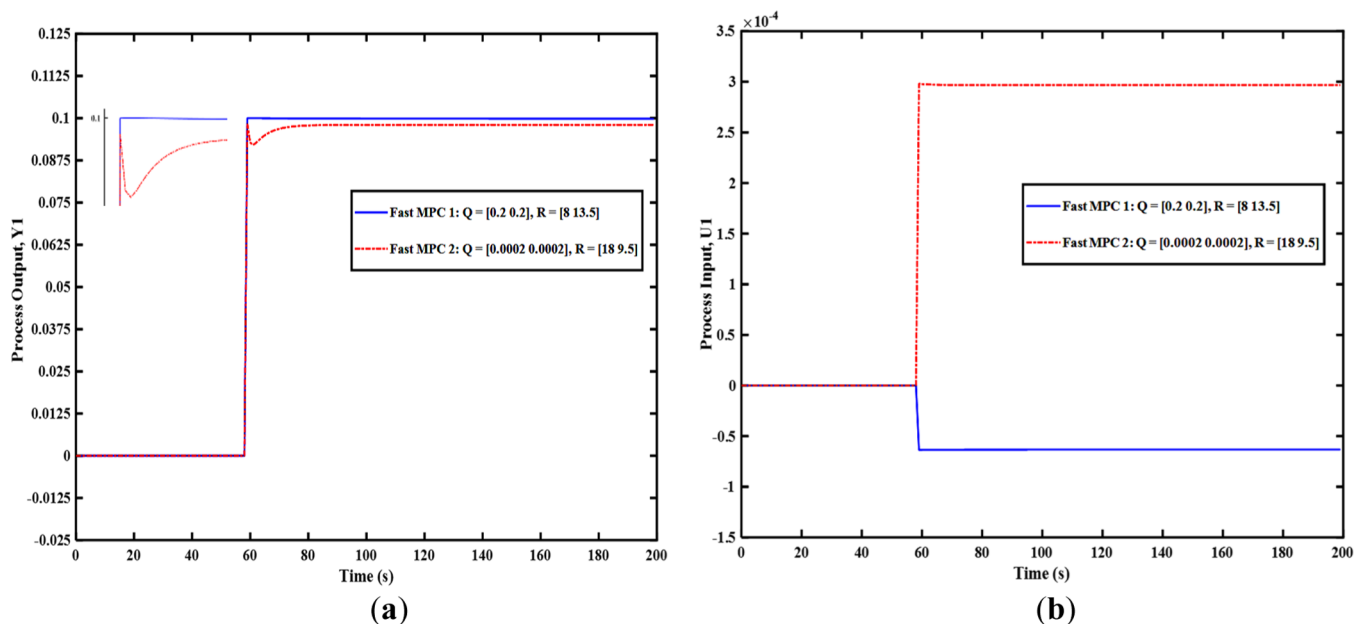 0.125
0.1125
0.1
0.0875
0.075
0.0625
0.05
0.0375
0.025
0.0125
0
-0.0125
-0.025
0.1
Process Output, Y1
Fast MPC 1: Q = [0.2 0.2], R = [8 13.5]
Fast MPC 2: Q = [0.0002 0.0002], R = [18 9.5]
0 20 40 60 80 100 120 140 160 180 200
Time (s)
(a)
×10⁻⁴
3.5
3
2.5
2
1.5
1
0.5
0
-0.5
-1
-1.5
Process Input, U1
Fast MPC 1: Q = [0.2 0.2], R = [8 13.5]
Fast MPC 2: Q = [0.0002 0.0002], R = [18 9.5]
0 20 40 60 80 100 120 140 160 180 200
Time (s)
(b)